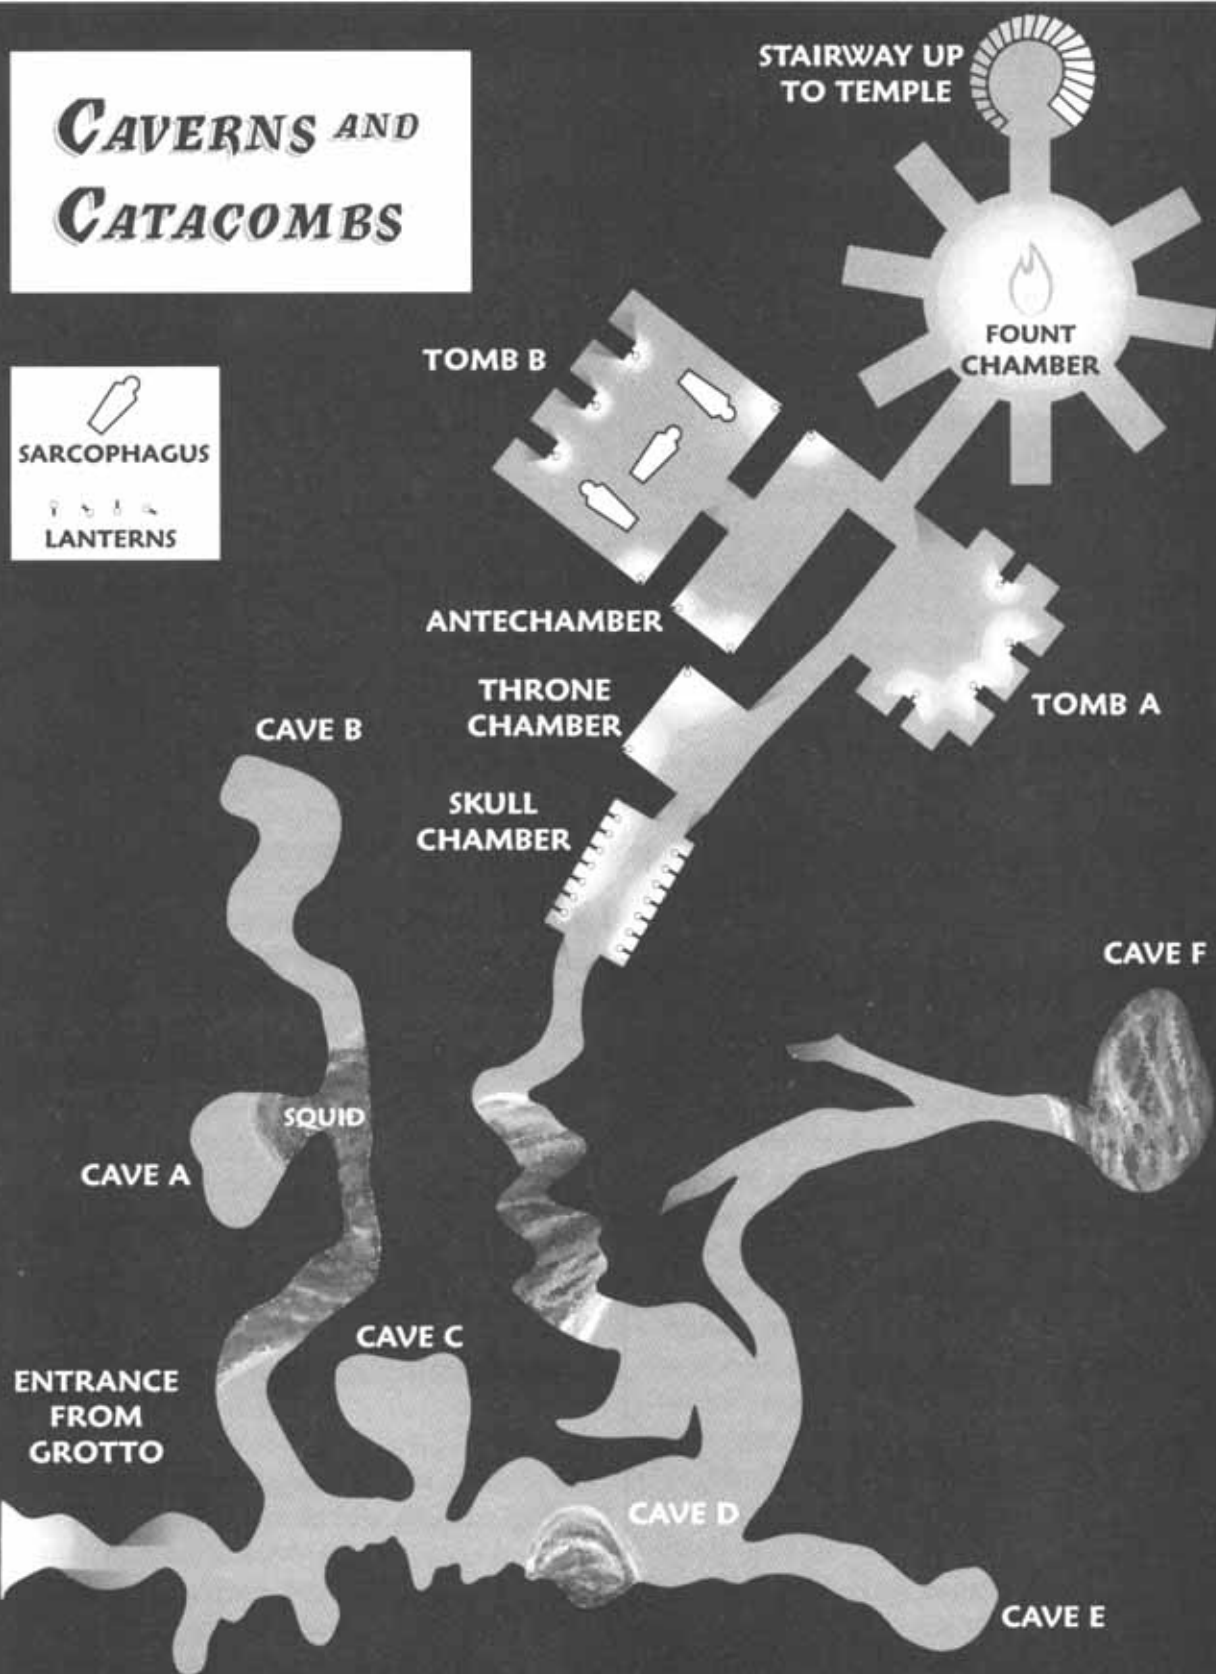 CAVERNS AND
CATACOMBS
STAIRWAY UP
TO TEMPLE
FOUNT
CHAMBER
TOMB B
SARCOPHAGUS
LANTERNS
ANTECHAMBER
THRONE
CHAMBER
TOMB A
CAVE B
SKULL
CHAMBER
CAVE F
SQUID
CAVE A
CAVE C
ENTRANCE
FROM
GROTTO
CAVE D
CAVE E